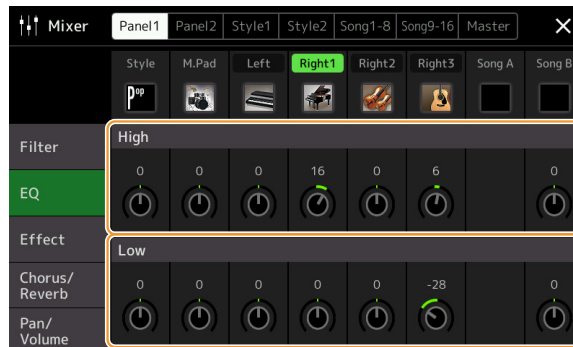 Mixer Panel1 Panel2 Style1 Style2 Song1-8 Song9-16 Master
Style M.Pad Left Right1 Right2 Right3 Song A Song B
Pop
Filter
EQ
Effect
Chorus/
Reverb
Pan/
Volume
High
0 0 0 16 0 6 0
Low
0 0 0 0 0 -28 0